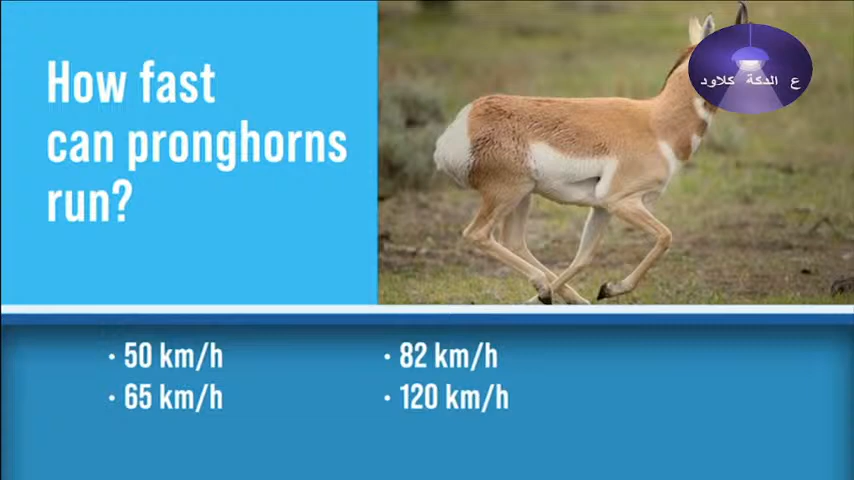 How fast
can pronghorns
run?
ع الدكة كلاود
· 50 km/h
· 65 km/h
· 82 km/h
· 120 km/h